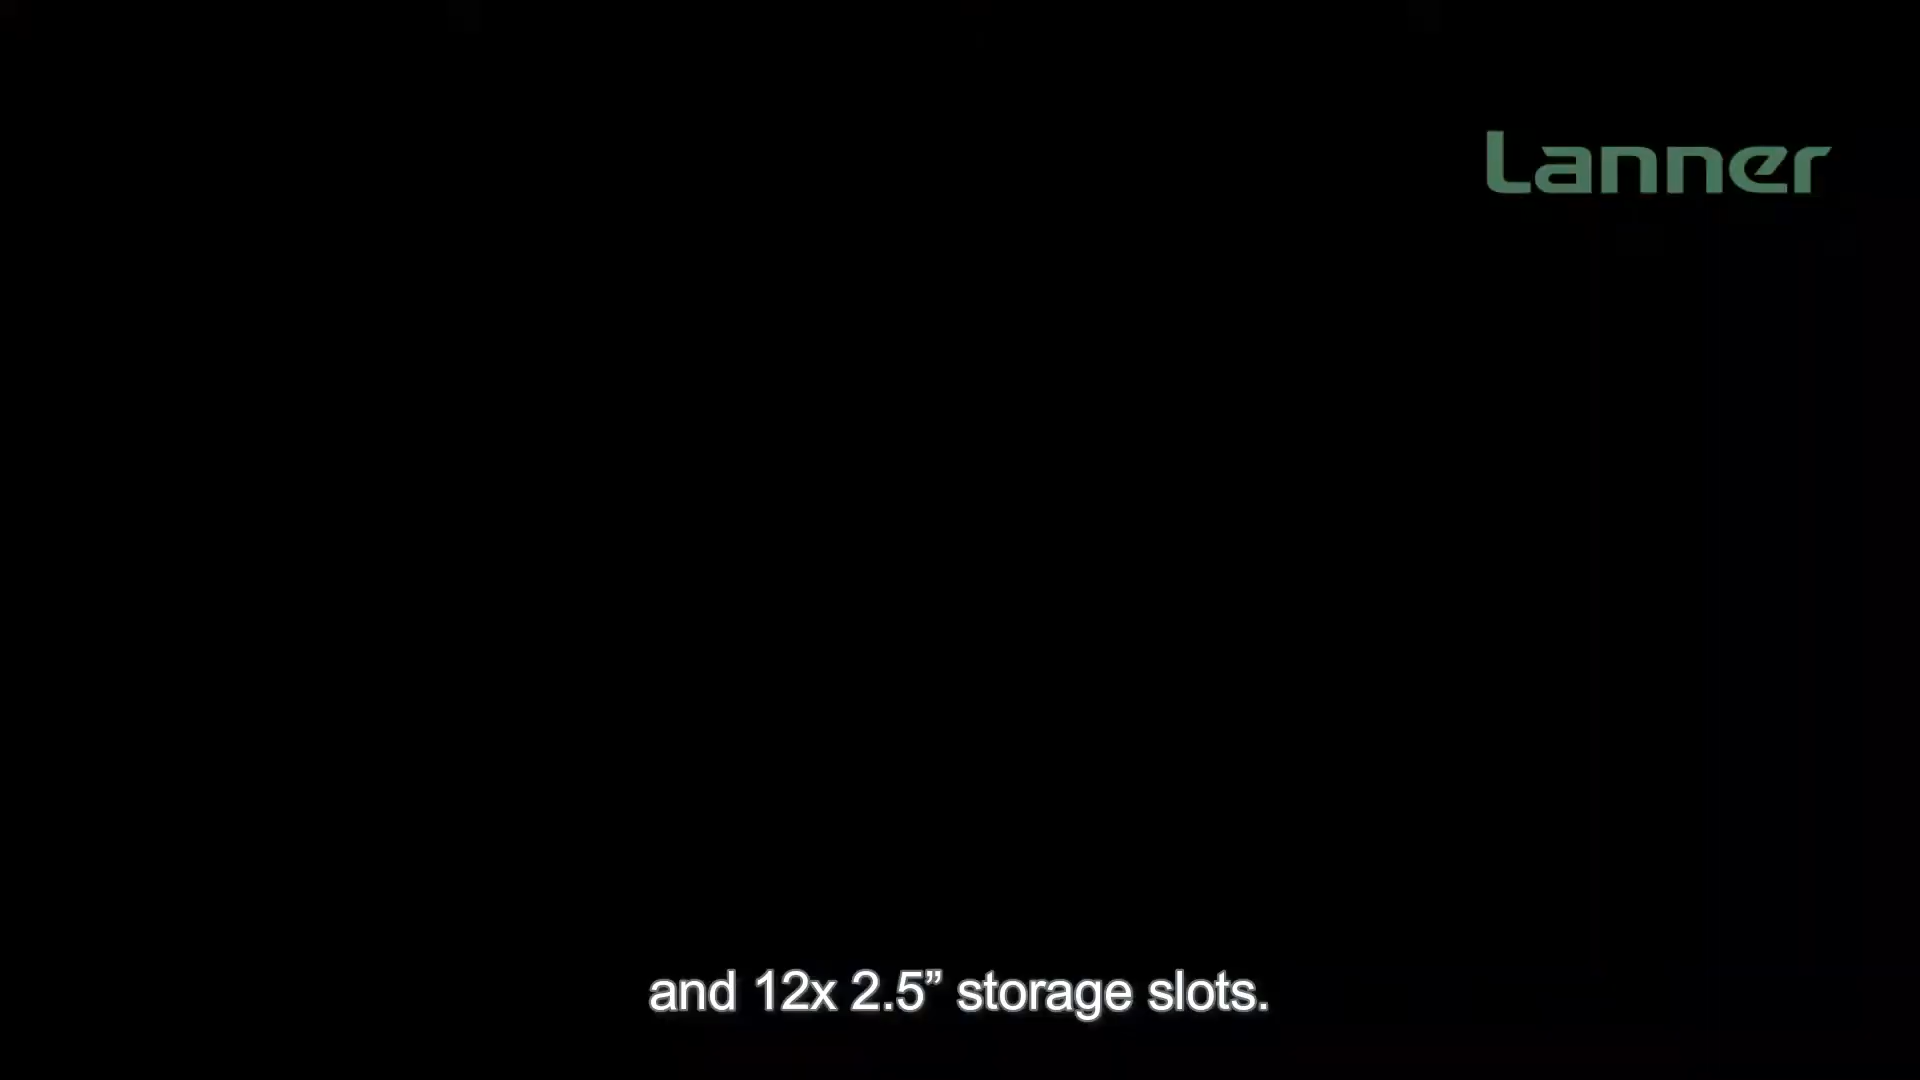 Lanner
and 12x 2.5” storage slots.